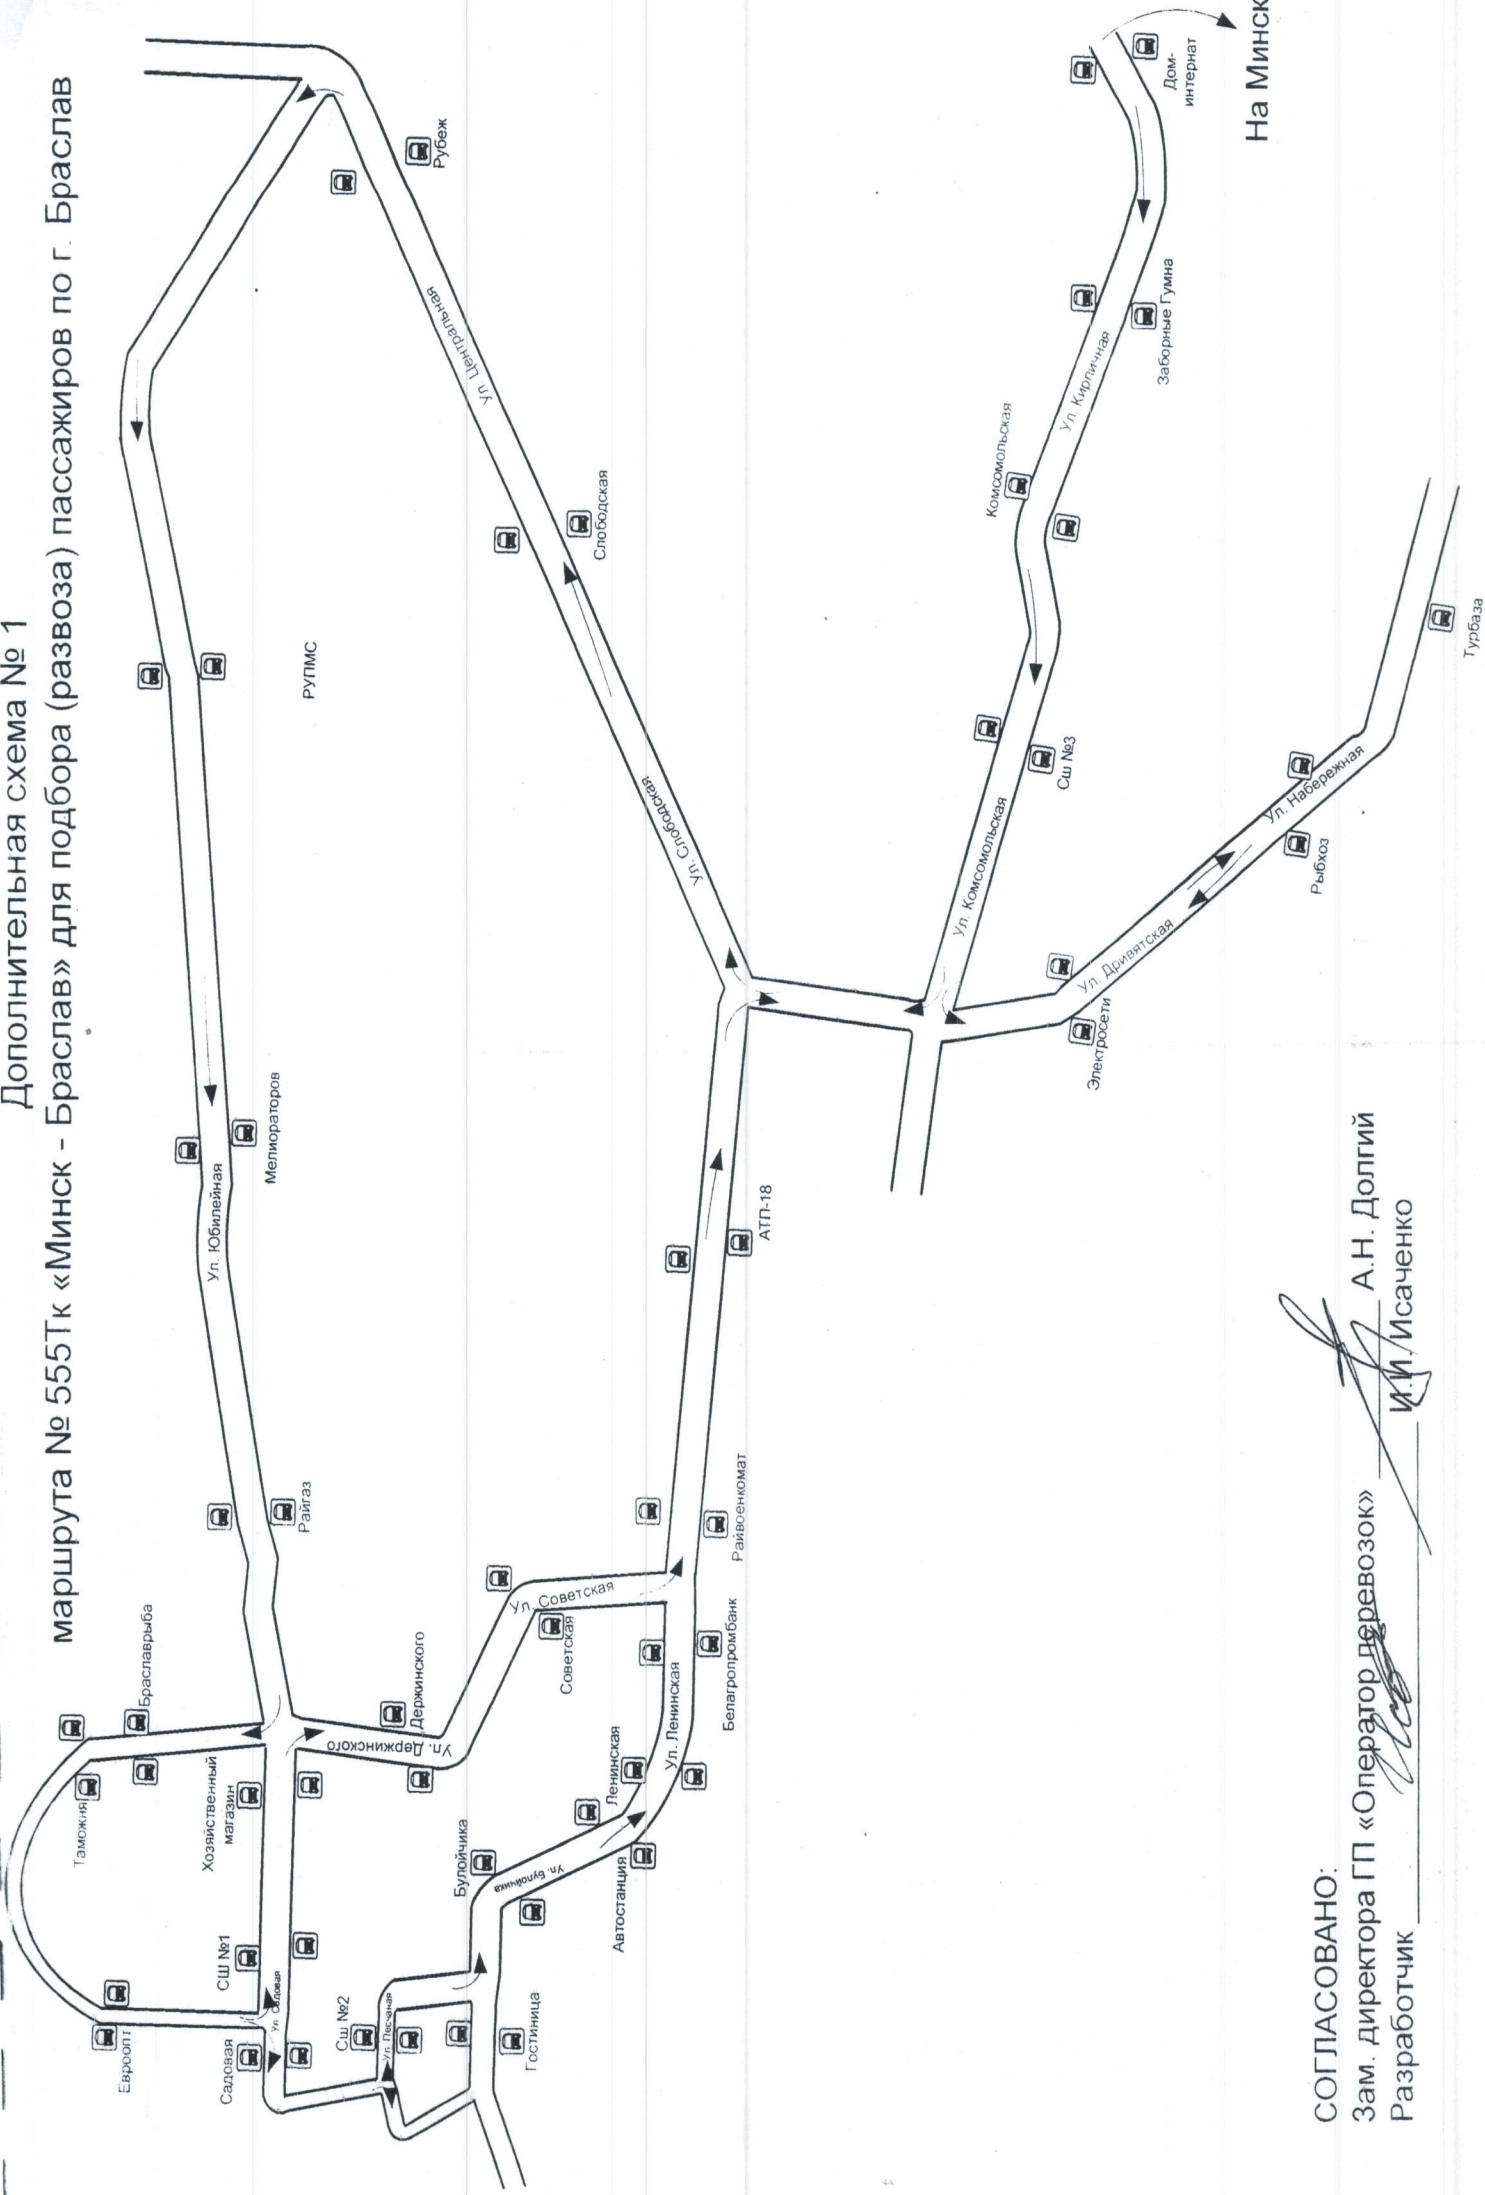 Дополнительная схема № 1
маршрута № 555Тк «Минск - Браслав» для подбора (развоза) пассажиров по г. Браслав
Таможня
Браславрыба
Евроопт
Хозяйственный
магазин
СШ №1
Садовая
Ул. Садовая
Райгаз
Ул. Юбилейная
Мелиораторов
РУПМС
Рубеж
Ул. Центральная
Слободская
Ул. Слободская
Ул. Держинского
Держинского
Сш №2
Ул. Песчаная
Гостиница
Булойчика
Ул. Булойчика
Автостанция
Ленинская
Ул. Ленинская
Советская
Ул. Советская
Белагропромбанк
Райвоенкомат
АТП-18
Ул. Комсомольская
Сш №3
Комсомольская
Ул. Кирпичная
Заборные Гумна
Дом-
интернат
На Минск
Электросети
Ул. Дривятская
Рыбхоз
Ул. Набережная
Турбаза
СОГЛАСОВАНО:
Зам. директора ГП «Оператор перевозок» А.Н. Долгий
Разработчик И.И. Исаченко